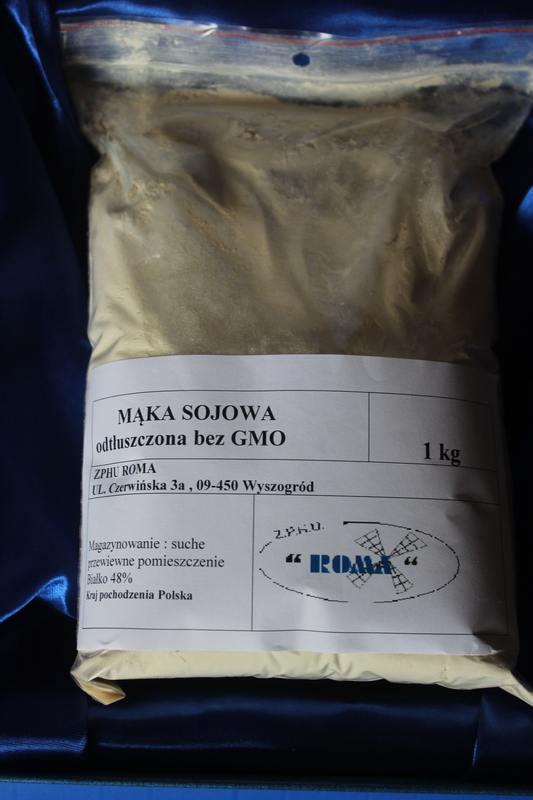 MĄKA SOJOWA
odtłuszczona bez GMO
1 kg
ZPHU ROMA
UL. Czerwińska 3a , 09-450 Wyszogród
Magazynowanie : suche
przewiewne pomieszczenie
Białko 48%
Kraj pochodzenia Polska
Z.P.H.U.
“ ROMA “